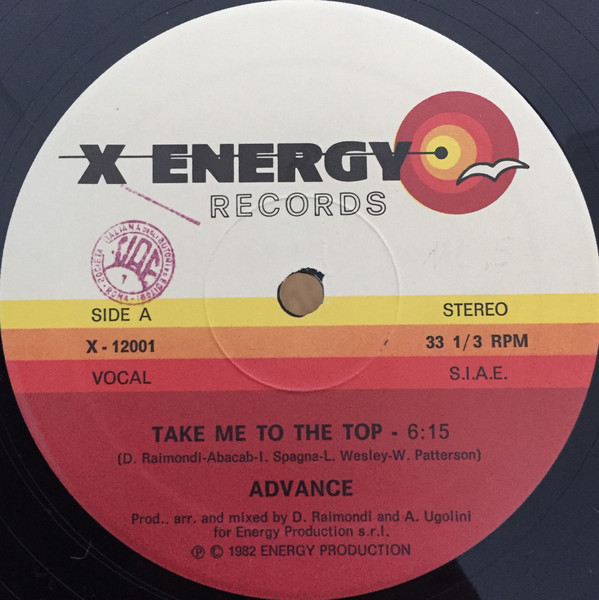 X ENERGY
RECORDS
SIDE A
STEREO
X - 12001
33 1/3 RPM
VOCAL
S.I.A.E.
TAKE ME TO THE TOP - 6:15
(D. Raimondi-Abacab-I. Spagna-L. Wesley-W. Patterson)
ADVANCE
Prod., arr. and mixed by D. Raimondi and A. Ugolini
for Energy Production s.r.l.
℗ © 1982 ENERGY PRODUCTION